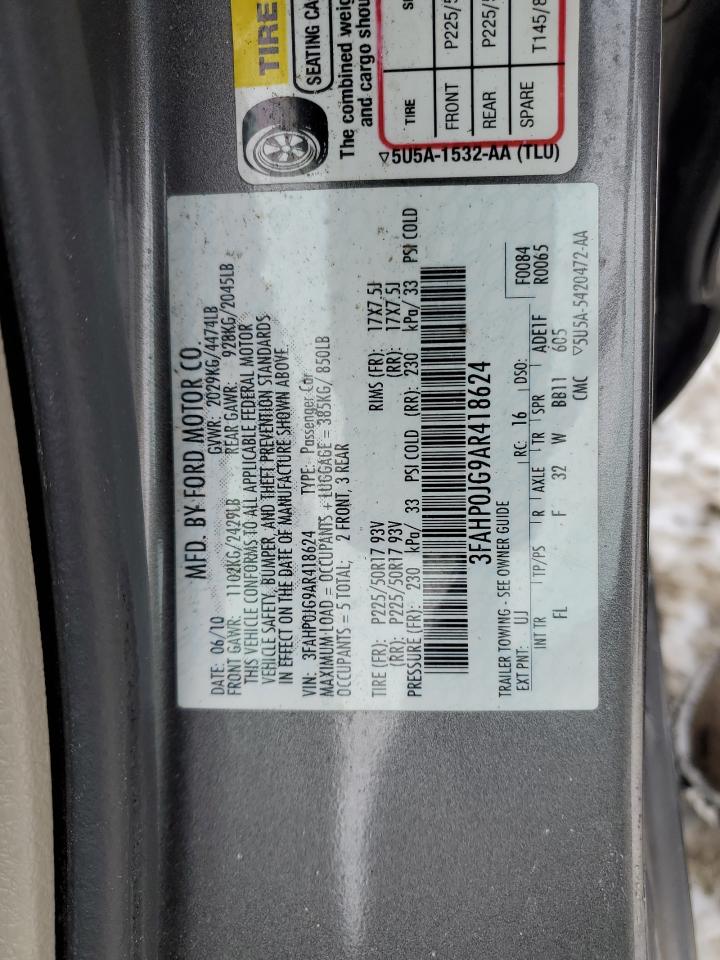 TIRE
SEATING CA
The combined weig
and cargo shou
TIRE
FRONT P225/5
REAR P225/5
SPARE T145/8
▽5U5A-1532-AA (TLU)
MFD. BY FORD MOTOR CO.
DATE: 06/10 GVWR: 2029KG/4474LB
FRONT GAWR: 1102KG/2429LB REAR GAWR: 928KG/2045LB
THIS VEHICLE CONFORMS TO ALL APPLICABLE FEDERAL MOTOR
VEHICLE SAFETY, BUMPER, AND THEFT PREVENTION STANDARDS
IN EFFECT ON THE DATE OF MANUFACTURE SHOWN ABOVE
VIN: 3FAHP0JG9AR418624 TYPE: Passenger Car
MAXIMUM LOAD = OCCUPANTS + LUGGAGE = 385KG/ 850LB
OCCUPANTS = 5 TOTAL; 2 FRONT, 3 REAR
TIRE (FR): P225/50R17 93V RIMS (FR): 17X7.5J
(RR): P225/50R17 93V (RR): 17X7.5J
PRESSURE (FR): 230 kPa/ 33 PSI COLD (RR): 230 kPa/ 33 PSI COLD
3FAHP0JG9AR418624
TRAILER TOWING - SEE OWNER GUIDE F0084
EXT PNT: UJ RC: 16 DSO: R0065
INT TR TP/PS R AXLE TR SPR ADE1F
FL F 32 W BB11 605
CMC ▽5U5A-5420472-AA